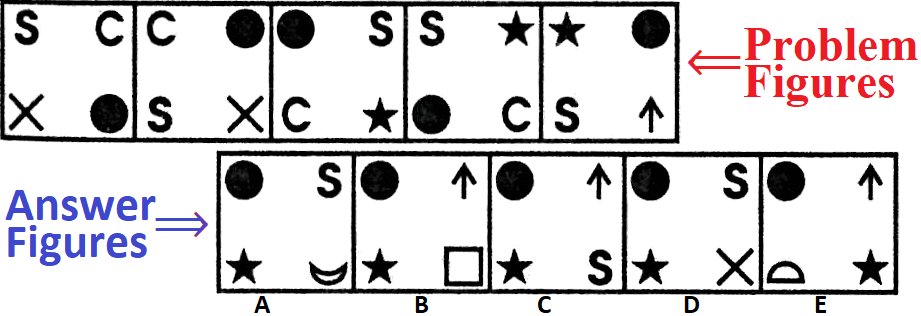 S C C ● ● S S ★ ★ ●
X ● S X C ★ ● C S ↑
Problem
Figures
● S ● ↑ ● ↑ ● S ● ↑
Answer
Figures
★ ★ □ ★ S ★ X ★
A B C D E